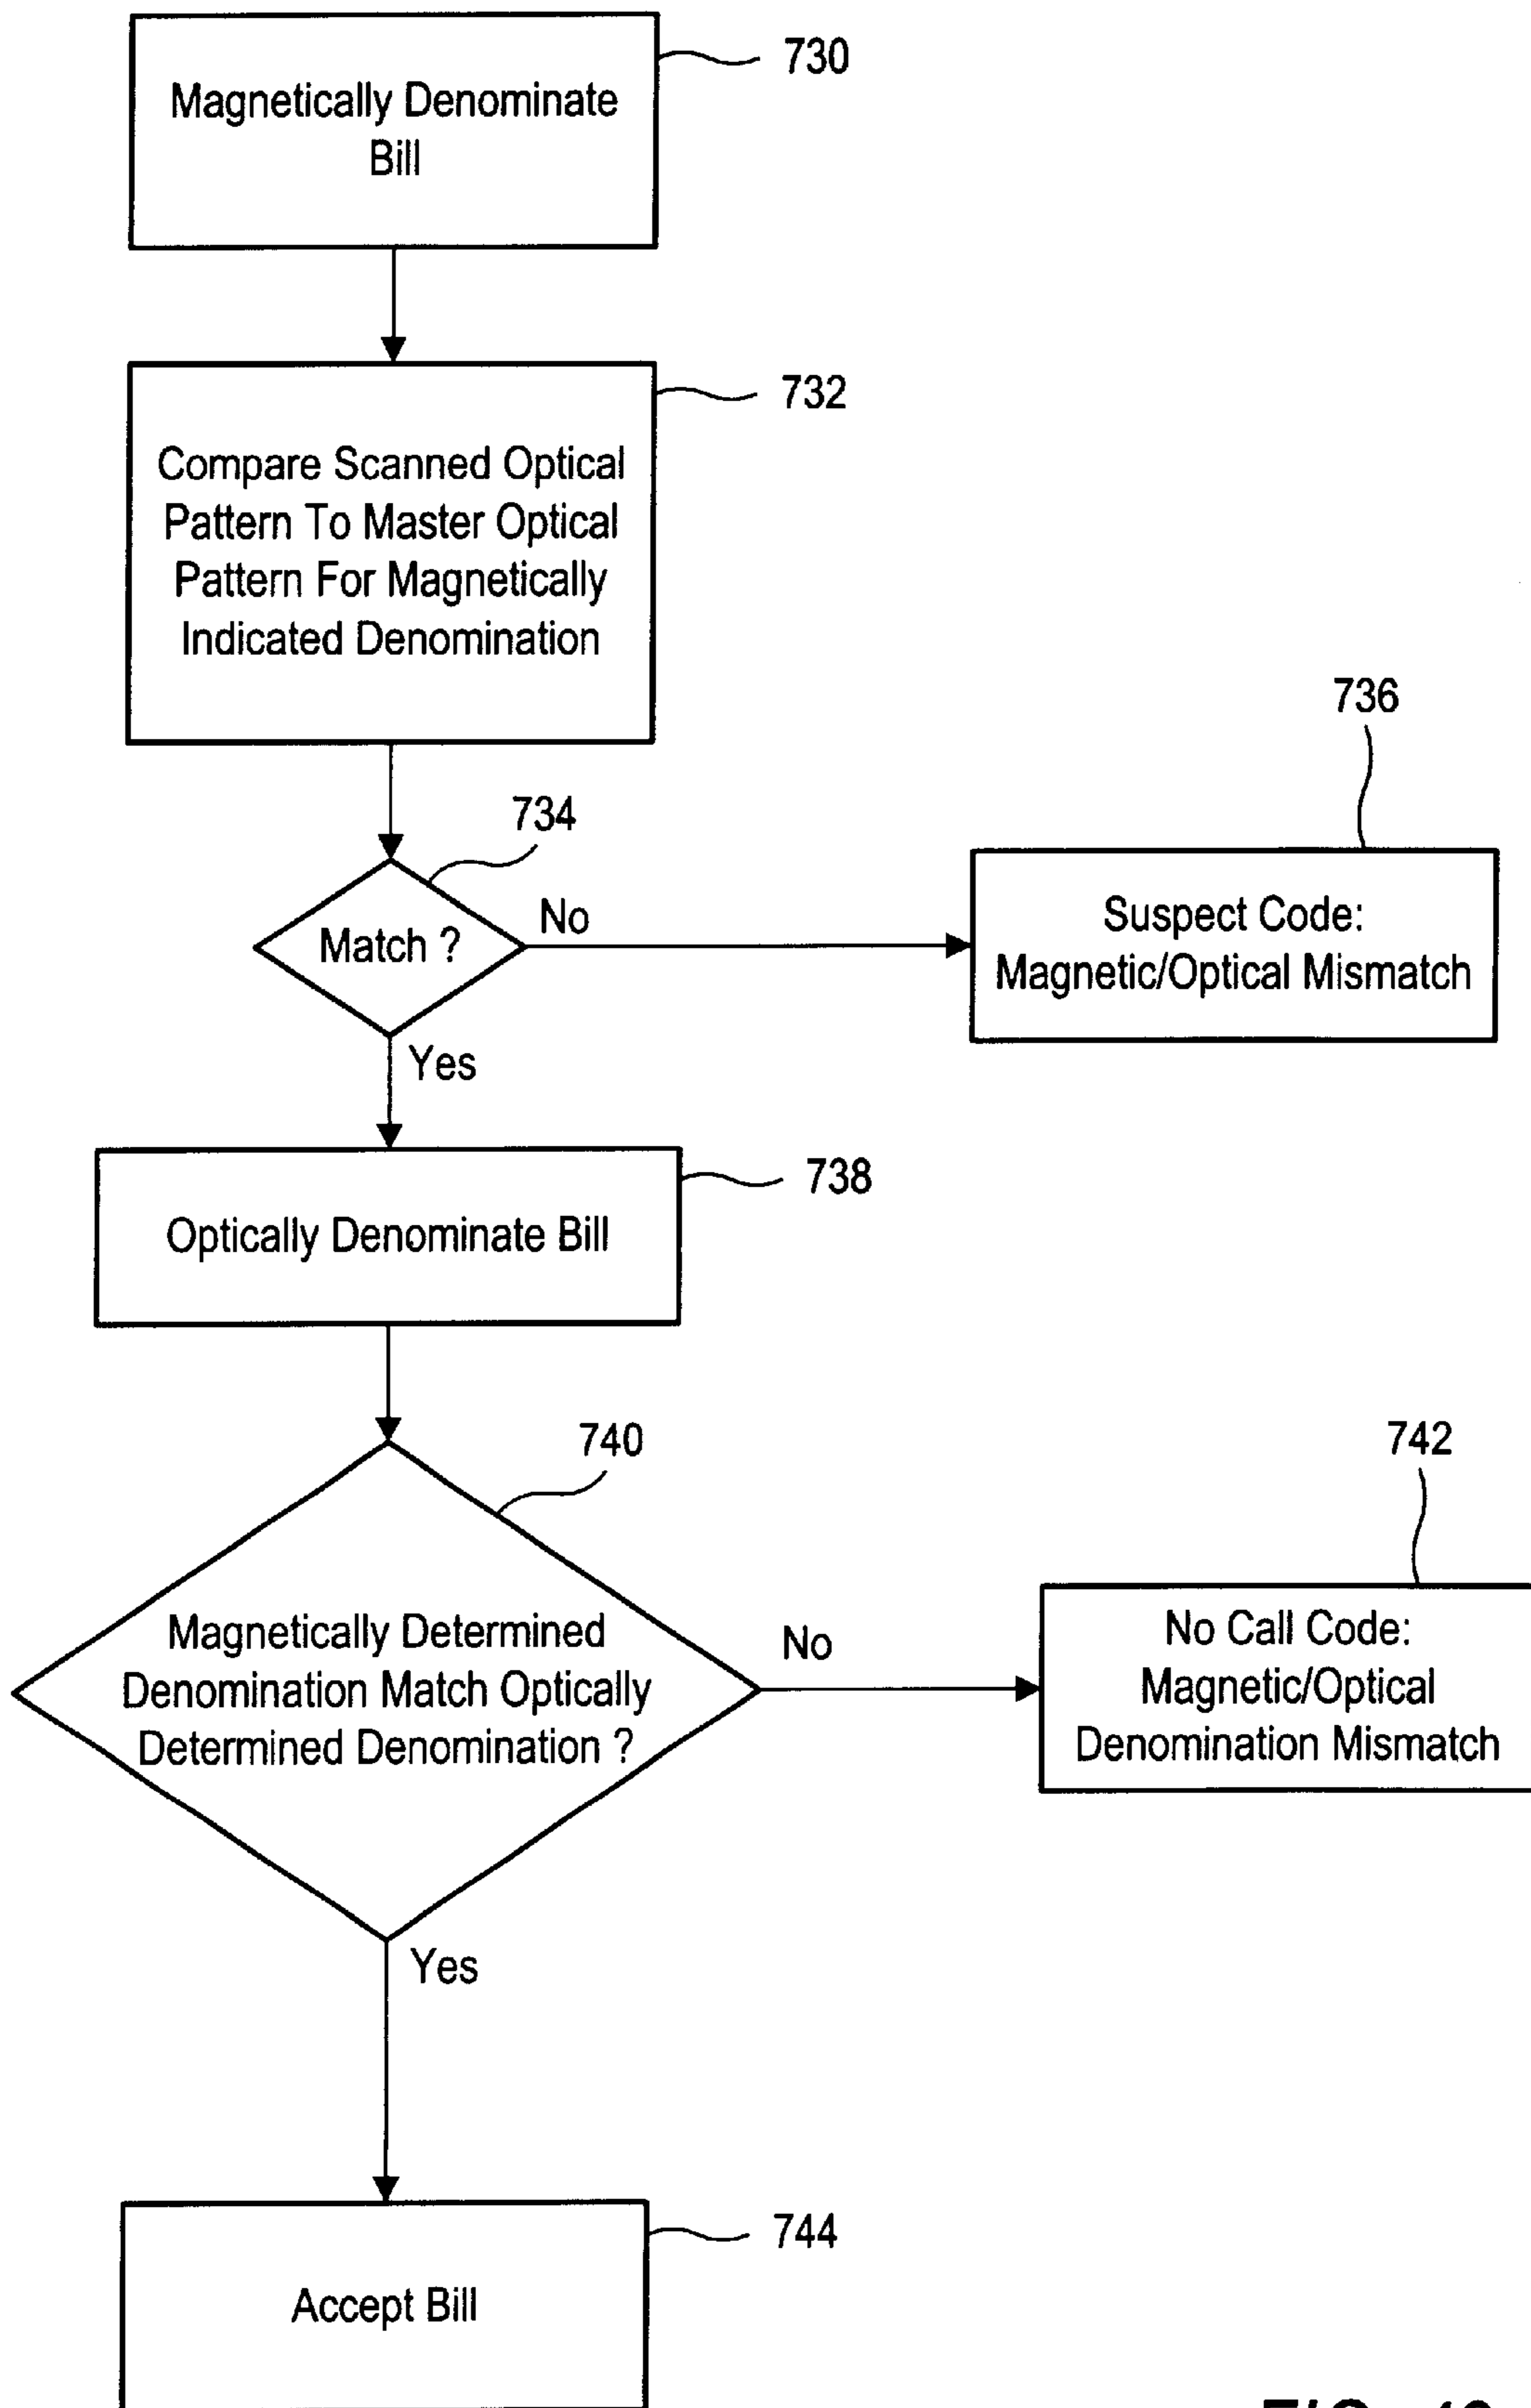 730
Magnetically Denominate
Bill
732
Compare Scanned Optical
Pattern To Master Optical
Pattern For Magnetically
Indicated Denomination
736
734
Match ?
No
Suspect Code:
Magnetic/Optical Mismatch
Yes
738
Optically Denominate Bill
740
742
Magnetically Determined
Denomination Match Optically
Determined Denomination ?
No
No Call Code:
Magnetic/Optical
Denomination Mismatch
Yes
744
Accept Bill